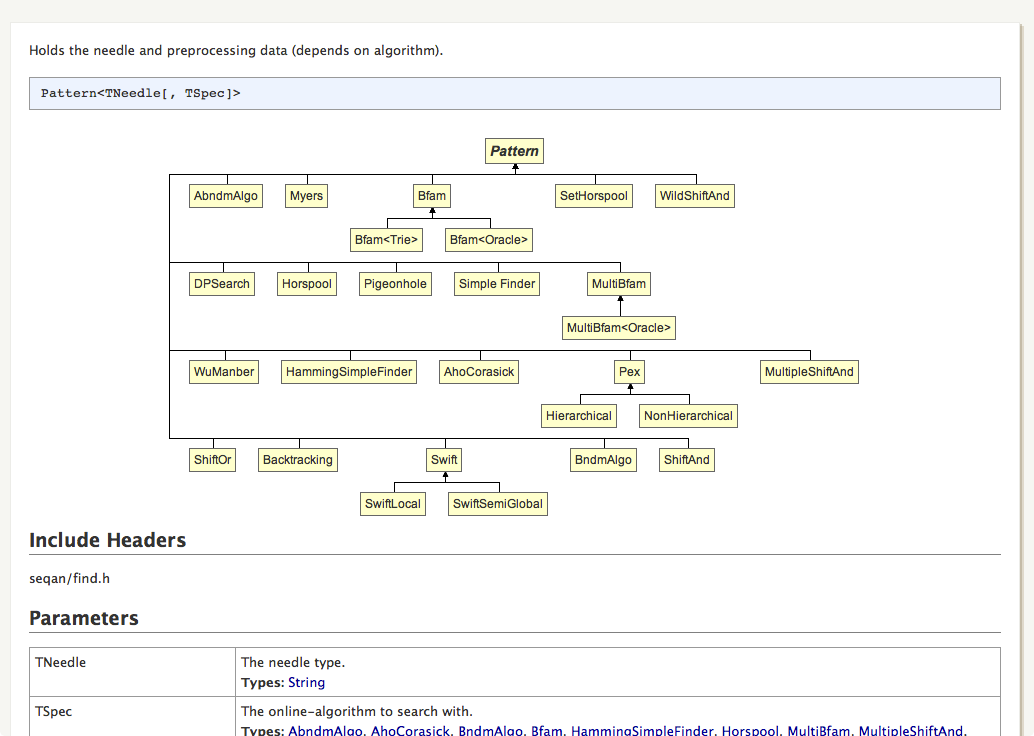 Holds the needle and preprocessing data (depends on algorithm).
Pattern<TNeedle[, TSpec]>
Pattern
AbndmAlgo Myers Bfam SetHorspool WildShiftAnd
Bfam<Trie> Bfam<Oracle>
DPSearch Horspool Pigeonhole Simple Finder MultiBfam
MultiBfam<Oracle>
WuManber HammingSimpleFinder AhoCorasick Pex MultipleShiftAnd
Hierarchical NonHierarchical
ShiftOr Backtracking Swift BndmAlgo ShiftAnd
SwiftLocal SwiftSemiGlobal
Include Headers
seqan/find.h
Parameters
TNeedle The needle type.
Types: String
TSpec The online-algorithm to search with.
Types: AbndmAlgo, AhoCorasick, BndmAlgo, Bfam, HammingSimpleFinder, Horspool, MultiBfam, MultipleShiftAnd,